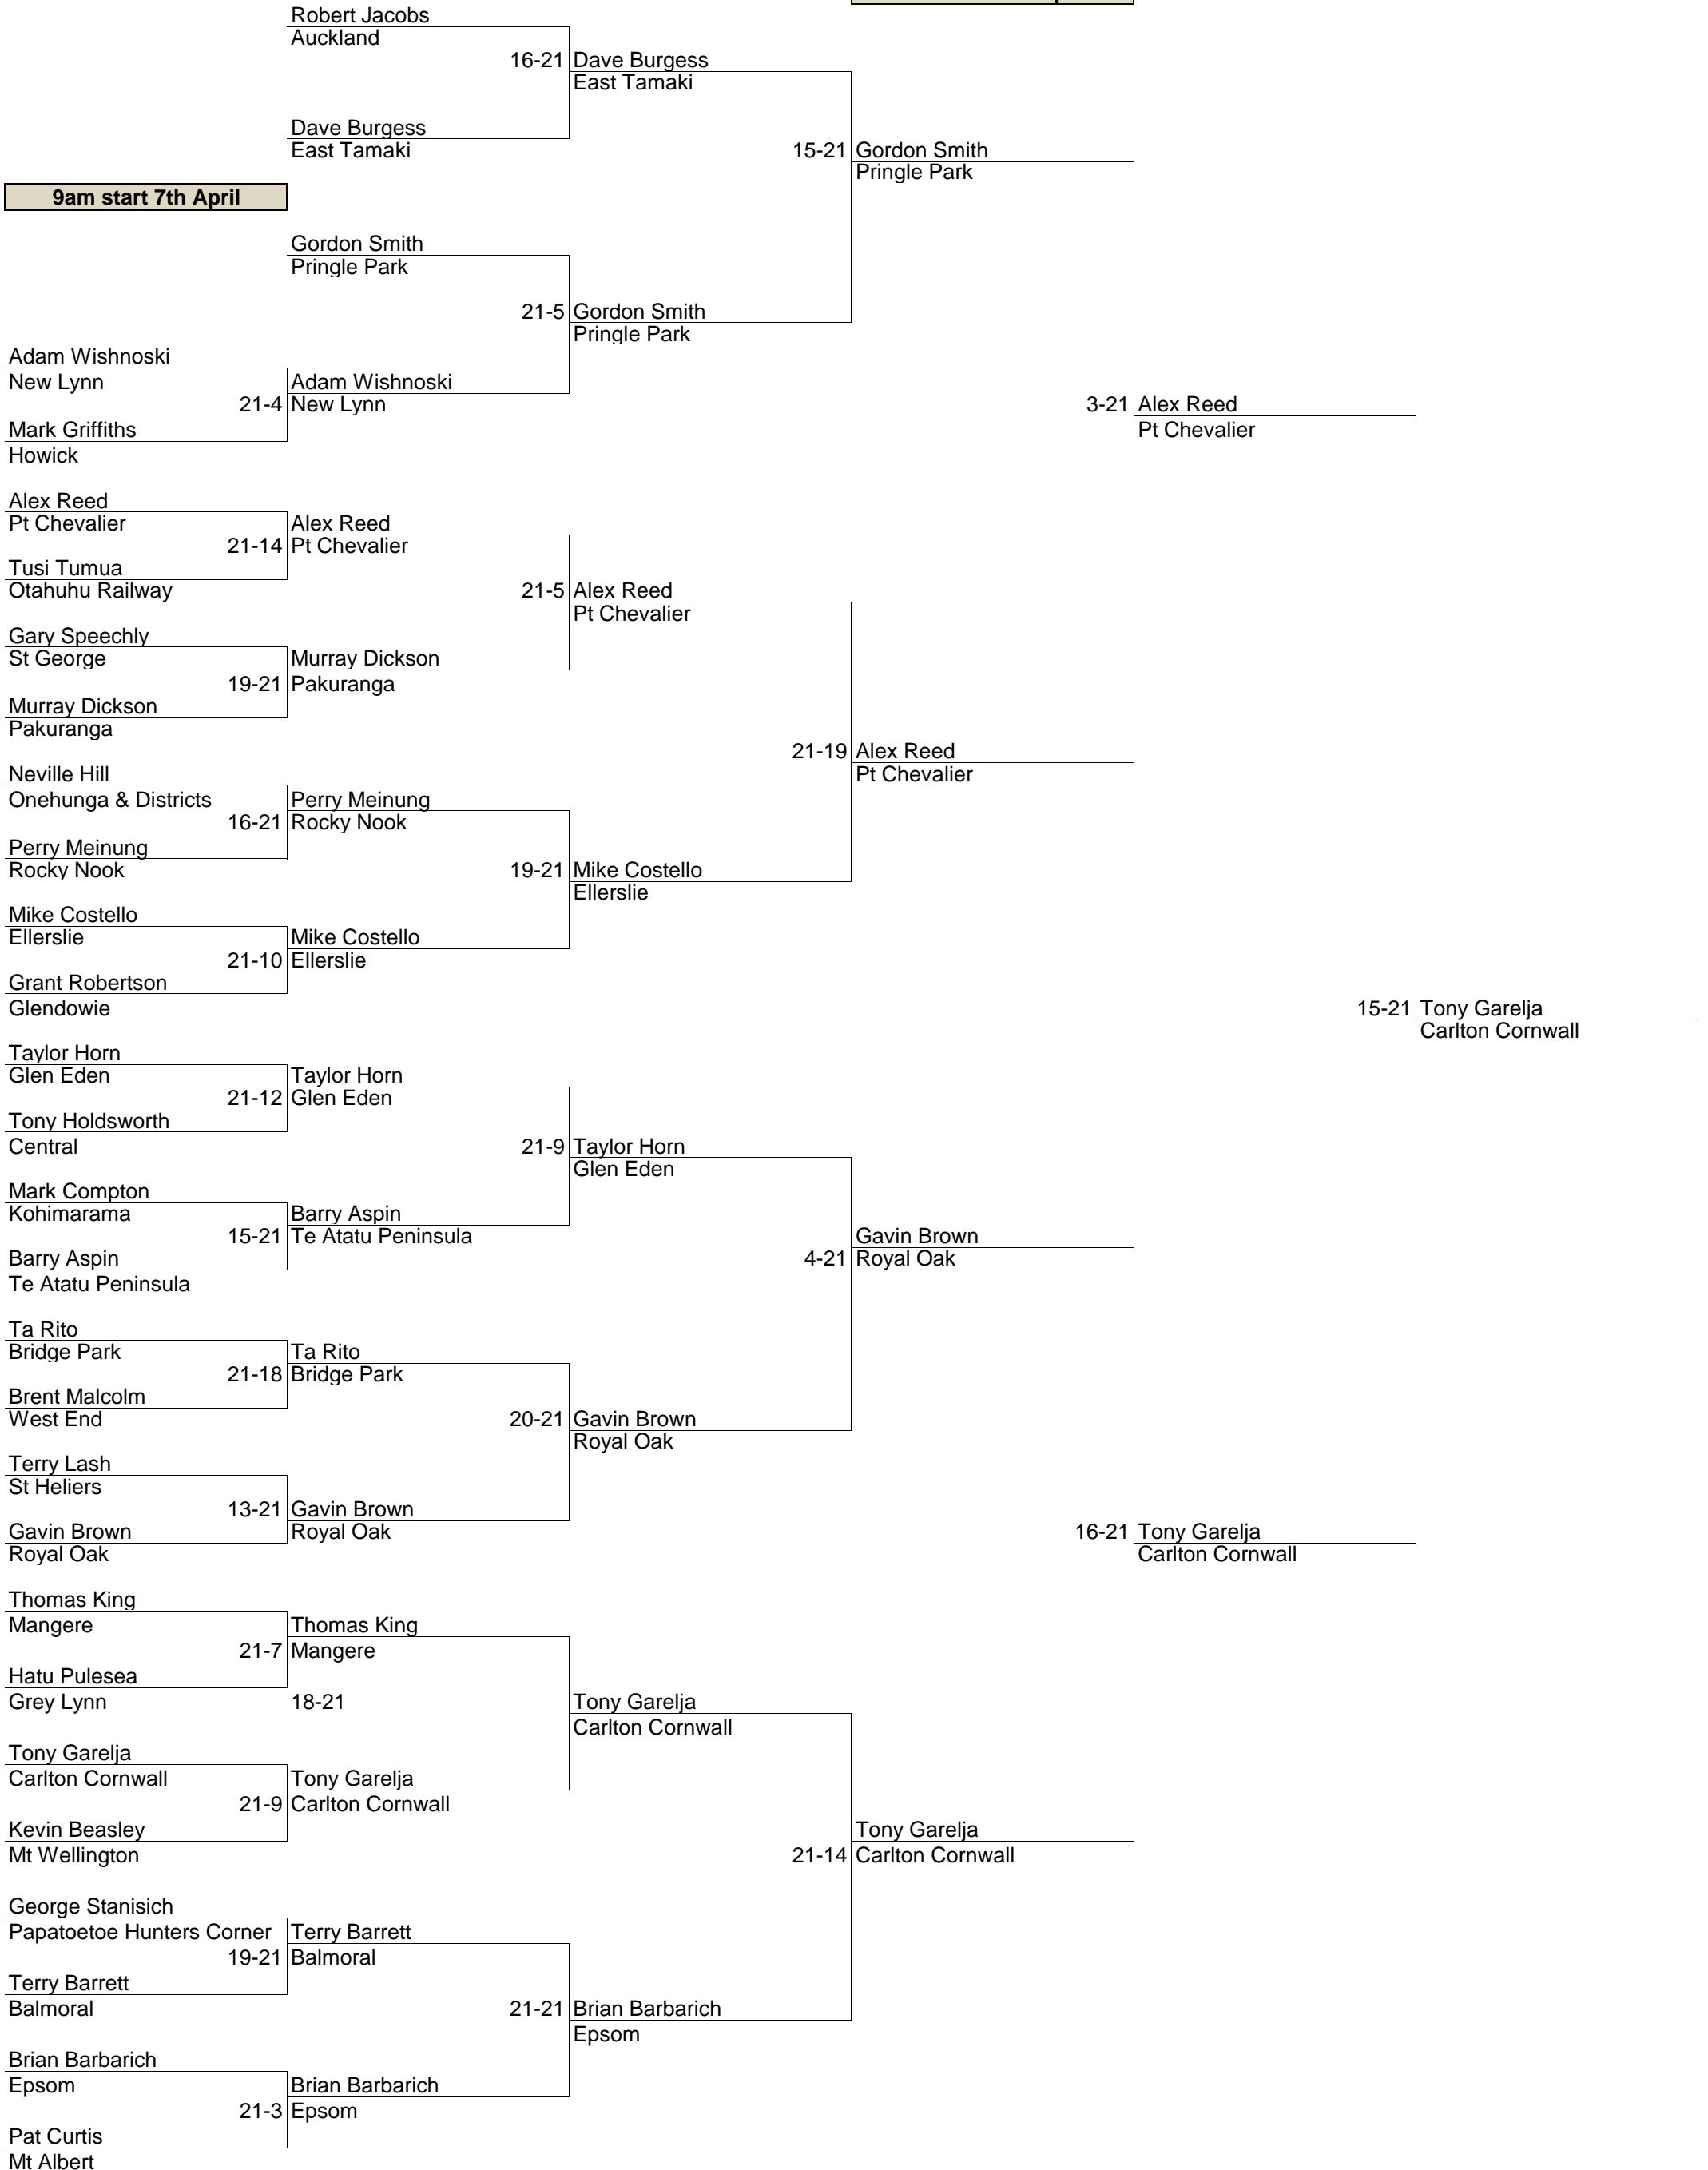 Robert Jacobs
Auckland
16-21 Dave Burgess
East Tamaki
Dave Burgess
East Tamaki
15-21 Gordon Smith
Pringle Park
9am start 7th April
Gordon Smith
Pringle Park
21-5 Gordon Smith
Pringle Park
Adam Wishnoski
New Lynn
Adam Wishnoski
21-4 New Lynn
3-21 Alex Reed
Pt Chevalier
Mark Griffiths
Howick
Alex Reed
Pt Chevalier
Alex Reed
21-14 Pt Chevalier
Tusi Tumua
Otahuhu Railway
21-5 Alex Reed
Pt Chevalier
Gary Speechly
St George
Murray Dickson
19-21 Pakuranga
Murray Dickson
Pakuranga
21-19 Alex Reed
Pt Chevalier
Neville Hill
Onehunga & Districts
Perry Meinung
16-21 Rocky Nook
Perry Meinung
Rocky Nook
19-21 Mike Costello
Ellerslie
Mike Costello
Ellerslie
Mike Costello
21-10 Ellerslie
Grant Robertson
Glendowie
15-21 Tony Garelja
Carlton Cornwall
Taylor Horn
Glen Eden
Taylor Horn
21-12 Glen Eden
Tony Holdsworth
Central
21-9 Taylor Horn
Glen Eden
Mark Compton
Kohimarama
Barry Aspin
15-21 Te Atatu Peninsula
Gavin Brown
4-21 Royal Oak
Barry Aspin
Te Atatu Peninsula
Ta Rito
Bridge Park
Ta Rito
21-18 Bridge Park
Brent Malcolm
West End
20-21 Gavin Brown
Royal Oak
Terry Lash
St Heliers
13-21 Gavin Brown
Royal Oak
Gavin Brown
Royal Oak
16-21 Tony Garelja
Carlton Cornwall
Thomas King
Mangere
Thomas King
21-7 Mangere
Hatu Pulesea
Grey Lynn
18-21
Tony Garelja
Carlton Cornwall
Tony Garelja
Carlton Cornwall
Tony Garelja
21-9 Carlton Cornwall
Kevin Beasley
Mt Wellington
Tony Garelja
21-14 Carlton Cornwall
George Stanisich
Papatoetoe Hunters Corner
Terry Barrett
19-21 Balmoral
Terry Barrett
Balmoral
21-21 Brian Barbarich
Epsom
Brian Barbarich
Epsom
Brian Barbarich
21-3 Epsom
Pat Curtis
Mt Albert